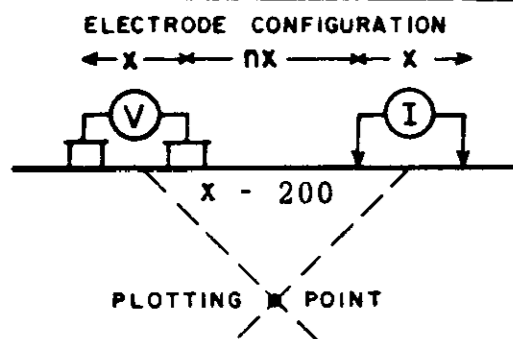 ELECTRODE CONFIGURATION
x nx x
V I
x - 200
PLOTTING POINT